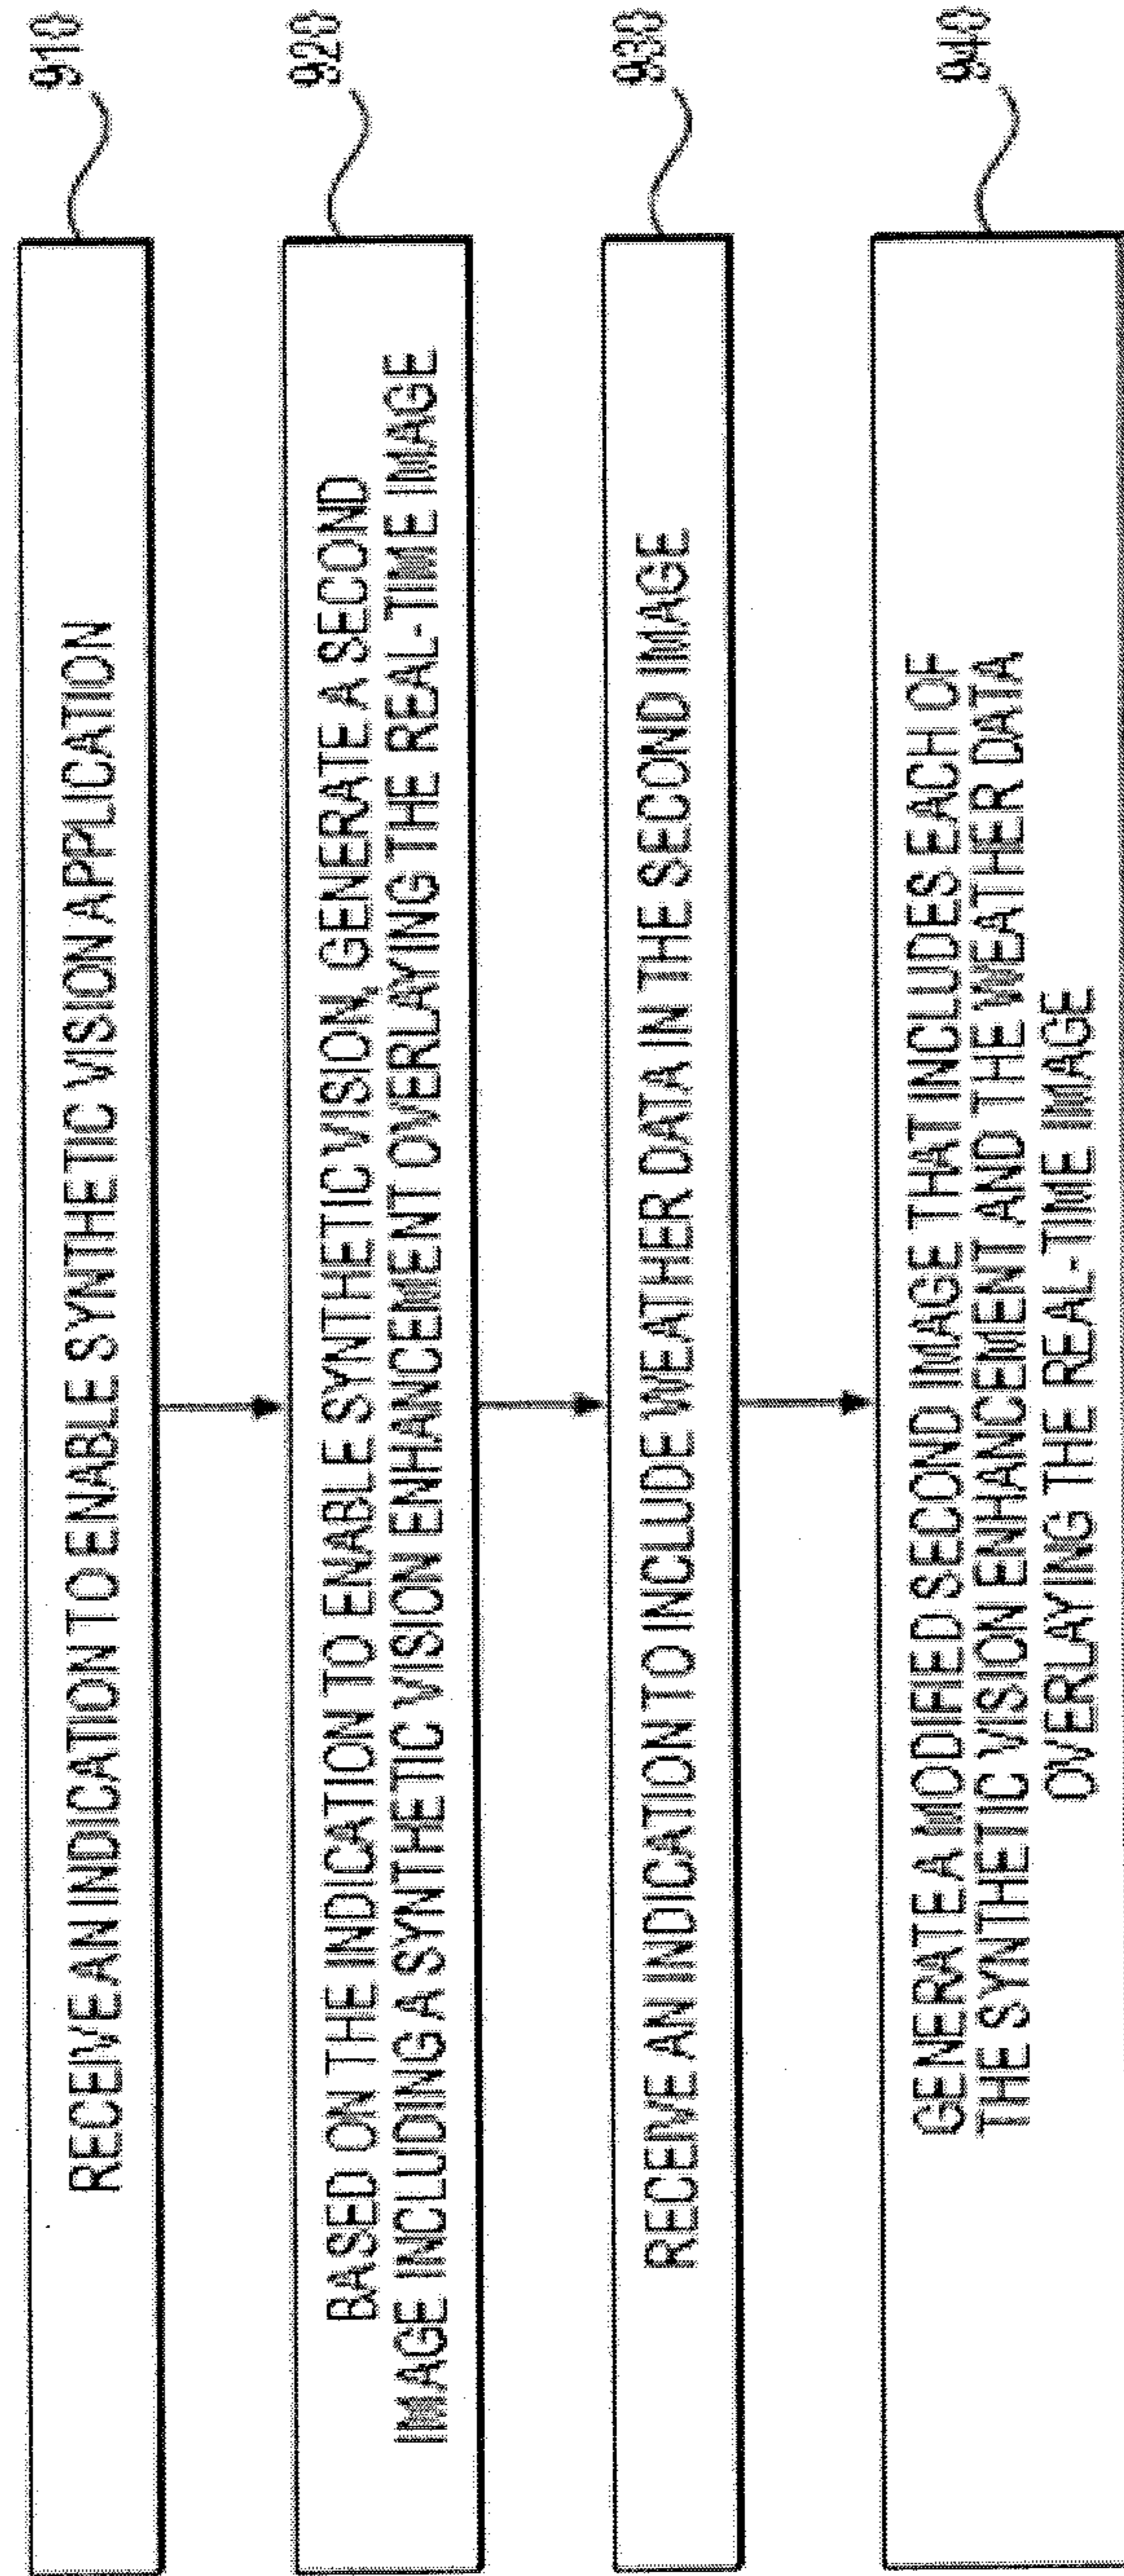 910
RECEIVE AN INDICATION TO ENABLE SYNTHETIC VISION APPLICATION
920
BASED ON THE INDICATION TO ENABLE SYNTHETIC VISION, GENERATE A SECOND
IMAGE INCLUDING A SYNTHETIC VISION ENHANCEMENT OVERLAYING THE REAL-TIME IMAGE
930
RECEIVE AN INDICATION TO INCLUDE WEATHER DATA IN THE SECOND IMAGE
940
GENERATE A MODIFIED SECOND IMAGE THAT INCLUDES EACH OF
THE SYNTHETIC VISION ENHANCEMENT AND THE WEATHER DATA
OVERLAYING THE REAL-TIME IMAGE